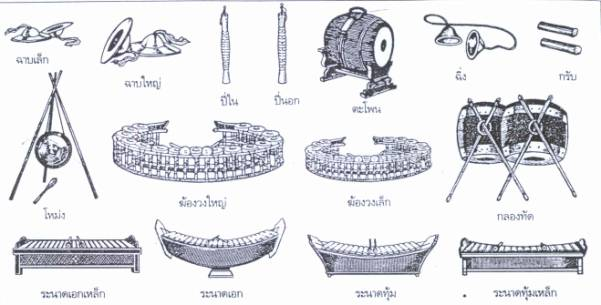 ฉาบเล็ก
ฉาบใหญ่
ปี่ใน
ปี่นอก
ตะโพน
ฉิ่ง
กรับ
โหม่ง
ฆ้องวงใหญ่
ฆ้องวงเล็ก
กลองทัด
ระนาดเอกเหล็ก
ระนาดเอก
ระนาดทุ้ม
ระนาดทุ้มเหล็ก